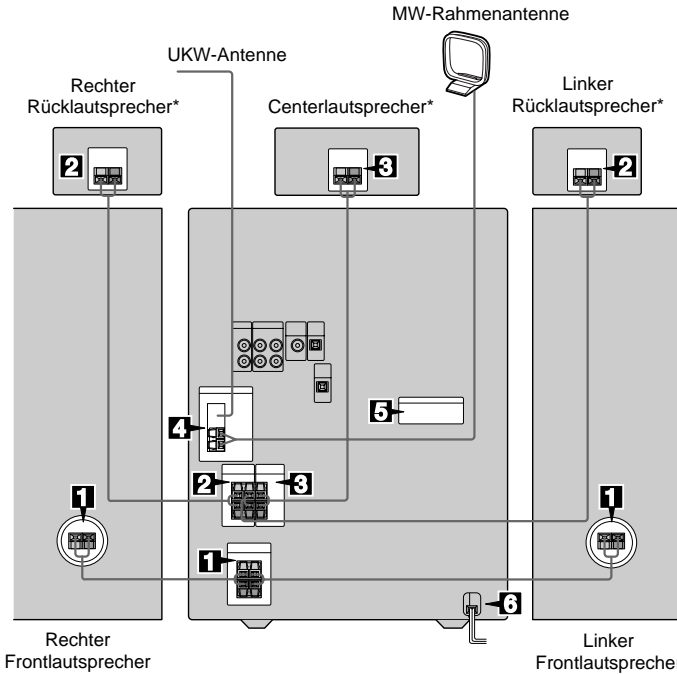 MW-Rahmenantenne
UKW-Antenne
Rechter
Rücklautsprecher*
Centerlautsprecher*
Linker
Rücklautsprecher*
2
3
2
4
5
2
3
1
1
1
6
Rechter
Frontlautsprecher
Linker
Frontlautsprecher